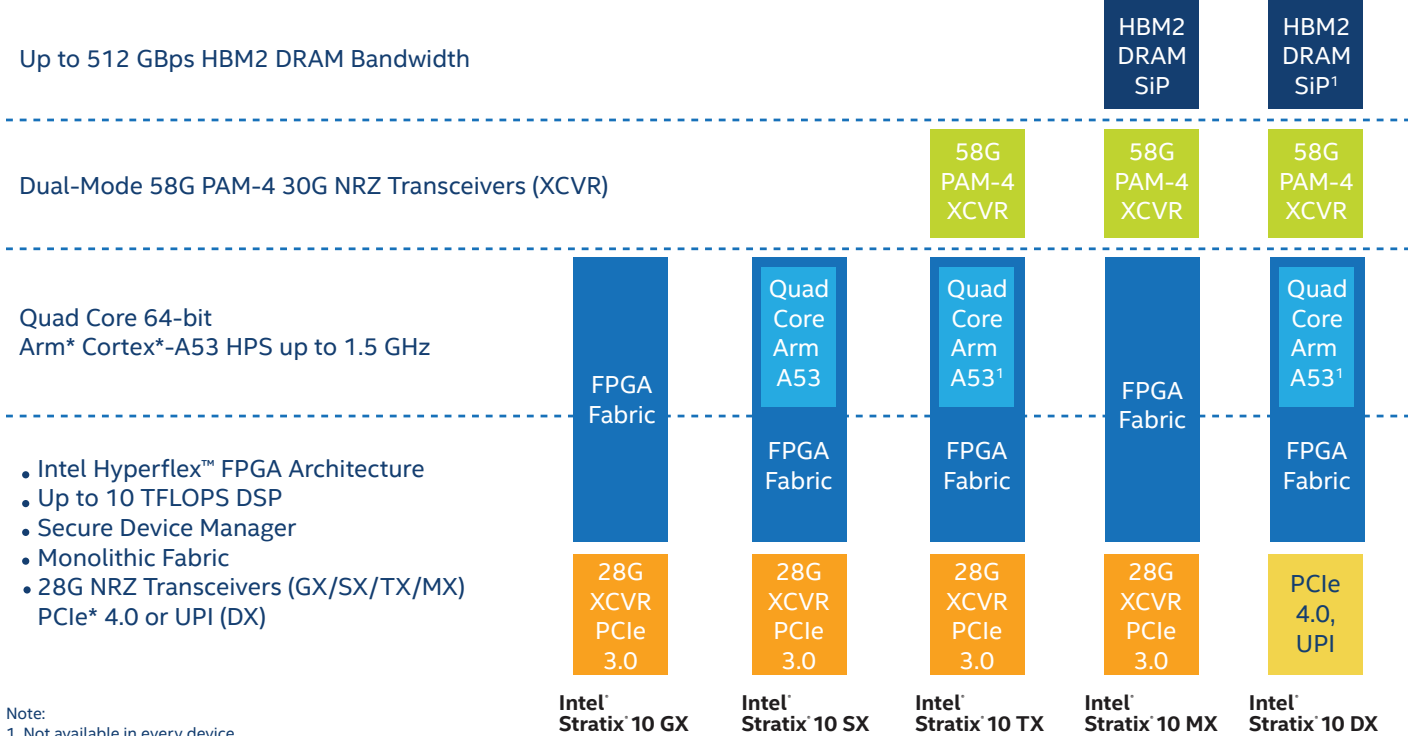 Up to 512 GBps HBM2 DRAM Bandwidth
HBM2
DRAM
SiP
HBM2
DRAM
SiP¹
Dual-Mode 58G PAM-4 30G NRZ Transceivers (XCVR)
58G
PAM-4
XCVR
58G
PAM-4
XCVR
58G
PAM-4
XCVR
Quad Core 64-bit
Arm* Cortex*-A53 HPS up to 1.5 GHz
FPGA
Fabric
Quad
Core
Arm
A53
FPGA
Fabric
Quad
Core
Arm
A53¹
FPGA
Fabric
FPGA
Fabric
Quad
Core
Arm
A53¹
FPGA
Fabric
• Intel Hyperflex™ FPGA Architecture
• Up to 10 TFLOPS DSP
• Secure Device Manager
• Monolithic Fabric
• 28G NRZ Transceivers (GX/SX/TX/MX)
PCIe* 4.0 or UPI (DX)
28G
XCVR
PCIe
3.0
28G
XCVR
PCIe
3.0
28G
XCVR
PCIe
3.0
28G
XCVR
PCIe
3.0
PCIe
4.0,
UPI
Intel®
Stratix® 10 GX
Intel®
Stratix® 10 SX
Intel®
Stratix® 10 TX
Intel®
Stratix® 10 MX
Intel®
Stratix® 10 DX
Note:
1. Not available in every device